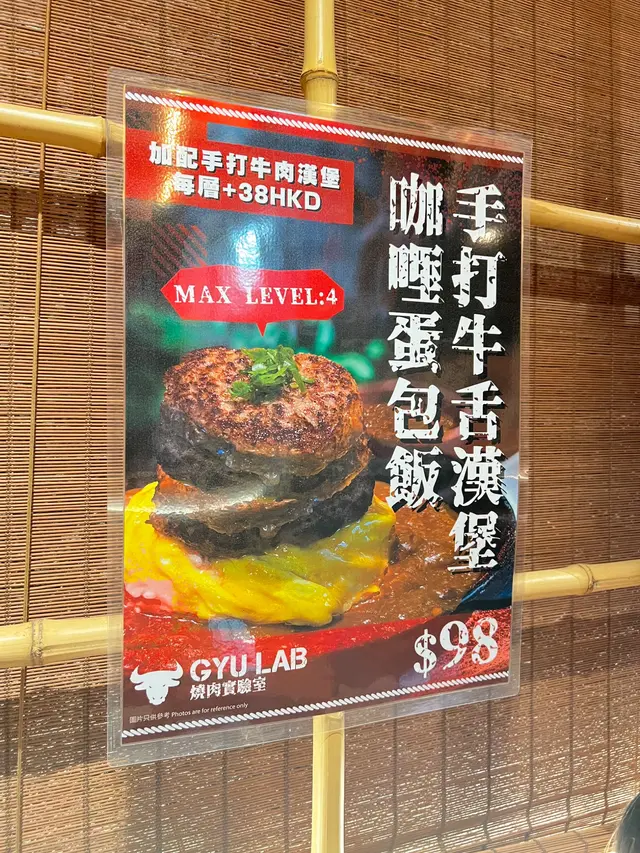 加配手打牛肉漢堡
每層+38HKD
MAX LEVEL:4
手打牛舌漢堡
咖喱蛋包飯
$98
GYU LAB
燒肉實驗室
圖片只供參考 Photos are for reference only